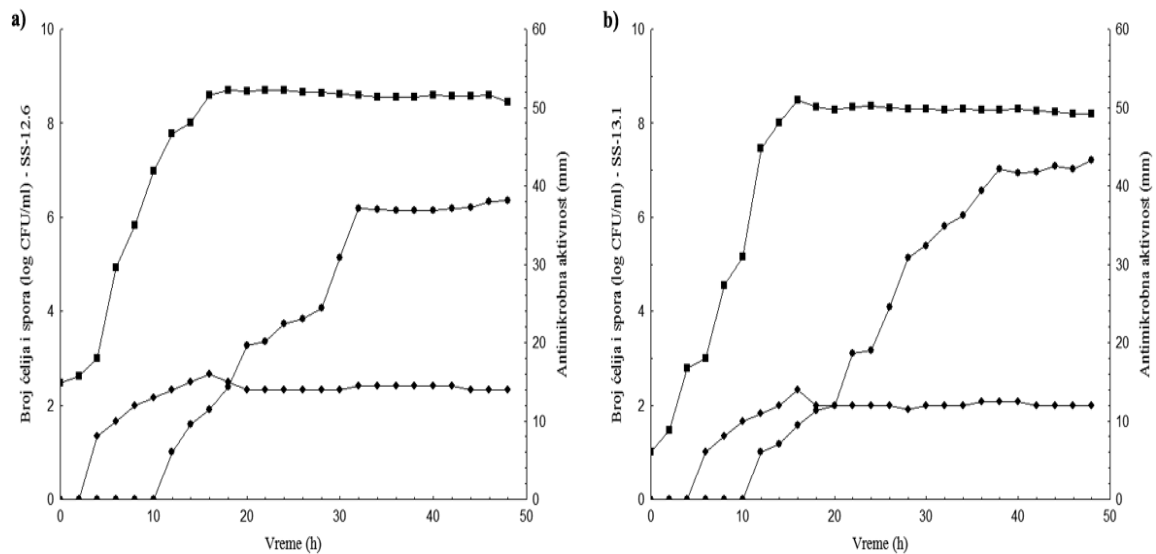 a)
Broj ćelija i spora (log CFU/ml) - SS-12.6
10
8
6
4
2
0
0 10 20 30 40 50
Vreme (h)
60
50
40
30
20
10
0
Antimikrobna aktivnost (mm)
b)
Broj ćelija i spora (log CFU/ml) - SS-13.1
10
8
6
4
2
0
0 10 20 30 40 50
Vreme (h)
60
50
40
30
20
10
0
Antimikrobna aktivnost (mm)